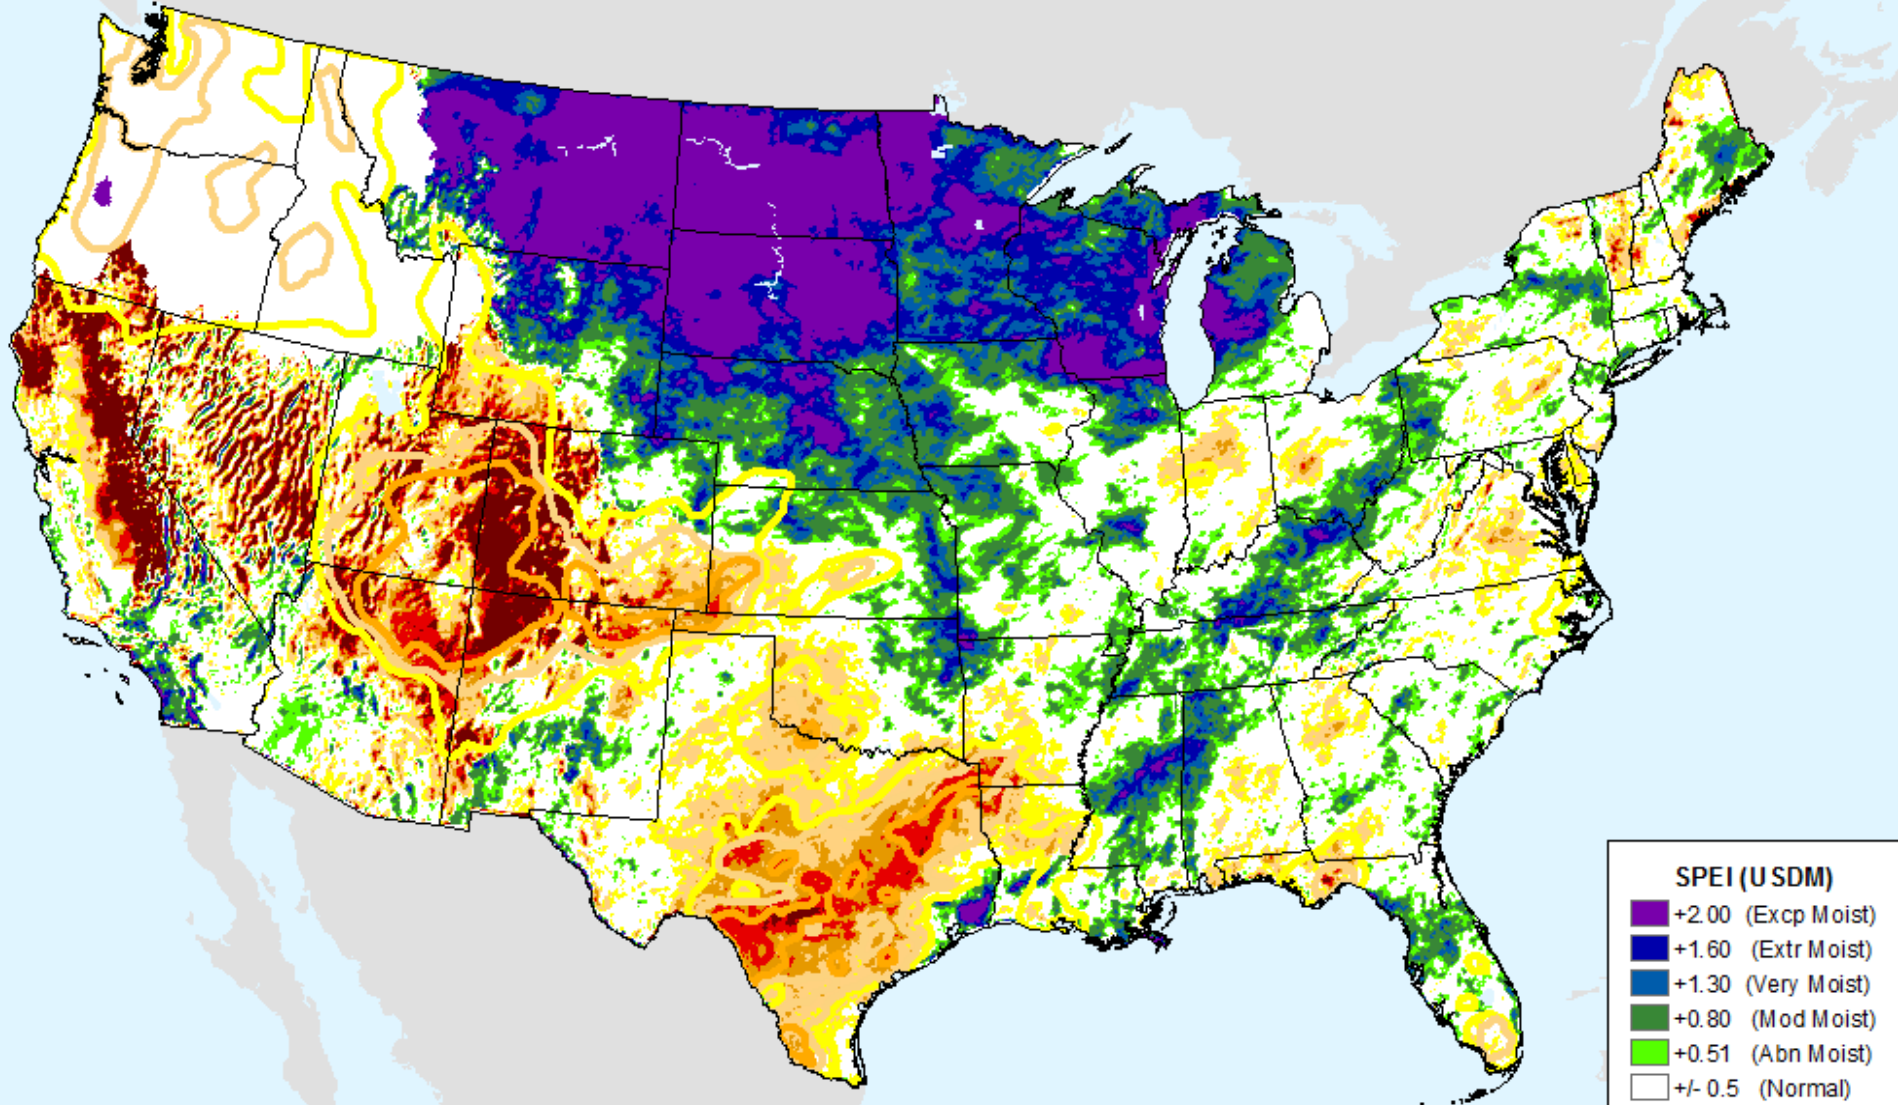 SPEI (USDM)
+2.00 (Excp Moist)
+1.60 (Extr Moist)
+1.30 (Very Moist)
+0.80 (Mod Moist)
+0.51 (Abn Moist)
+/- 0.5 (Normal)